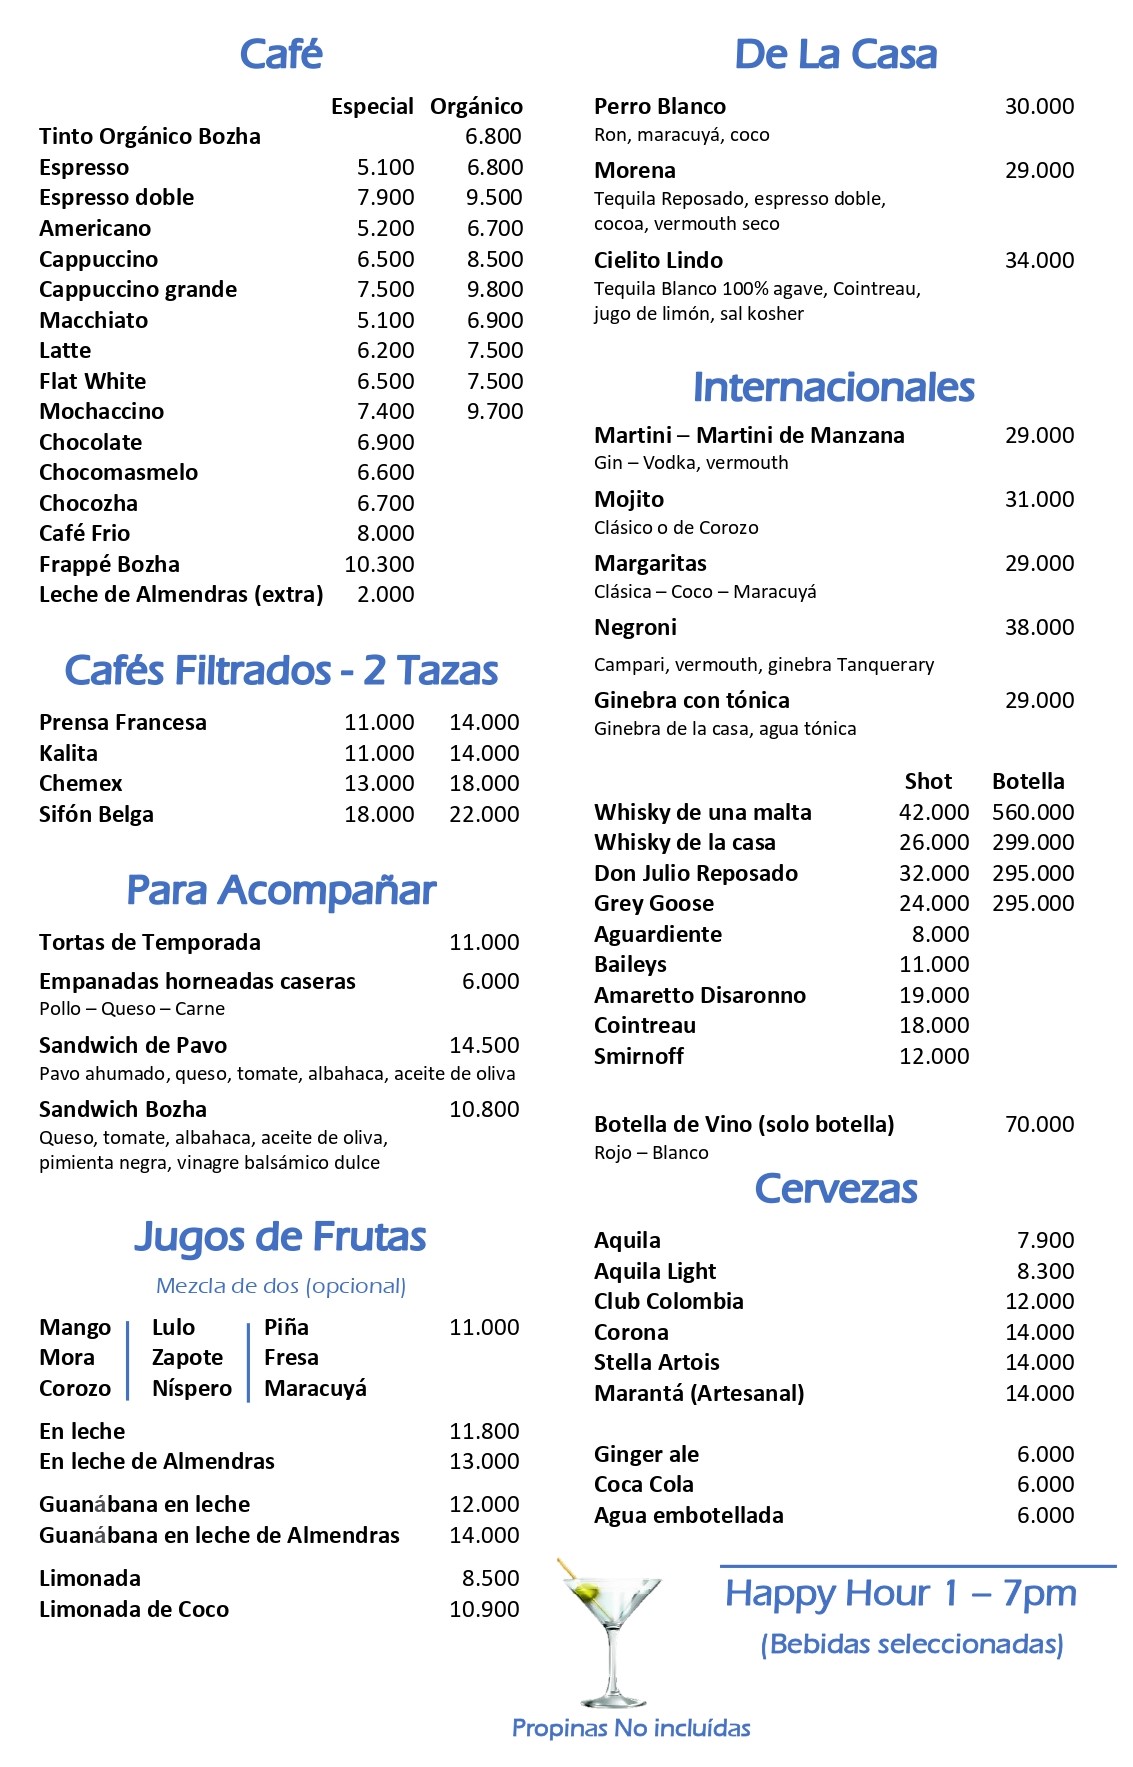 Café
Especial Orgánico
Tinto Orgánico Bozha 6.800
Espresso 5.100 6.800
Espresso doble 7.900 9.500
Americano 5.200 6.700
Cappuccino 6.500 8.500
Cappuccino grande 7.500 9.800
Macchiato 5.100 6.900
Latte 6.200 7.500
Flat White 6.500 7.500
Mochaccino 7.400 9.700
Chocolate 6.900
Chocomasmelo 6.600
Chocozha 6.700
Café Frio 8.000
Frappé Bozha 10.300
Leche de Almendras (extra) 2.000
Cafés Filtrados - 2 Tazas
Prensa Francesa 11.000 14.000
Kalita 11.000 14.000
Chemex 13.000 18.000
Sifón Belga 18.000 22.000
Para Acompañar
Tortas de Temporada 11.000
Empanadas horneadas caseras 6.000
Pollo – Queso – Carne
Sandwich de Pavo 14.500
Pavo ahumado, queso, tomate, albahaca, aceite de oliva
Sandwich Bozha 10.800
Queso, tomate, albahaca, aceite de oliva,
pimienta negra, vinagre balsámico dulce
Jugos de Frutas
Mezcla de dos (opcional)
Mango Lulo Piña 11.000
Mora Zapote Fresa
Corozo Níspero Maracuyá
En leche 11.800
En leche de Almendras 13.000
Guanábana en leche 12.000
Guanábana en leche de Almendras 14.000
Limonada 8.500
Limonada de Coco 10.900
De La Casa
Perro Blanco 30.000
Ron, maracuyá, coco
Morena 29.000
Tequila Reposado, espresso doble,
cocoa, vermouth seco
Cielito Lindo 34.000
Tequila Blanco 100% agave, Cointreau,
jugo de limón, sal kosher
Internacionales
Martini – Martini de Manzana 29.000
Gin – Vodka, vermouth
Mojito 31.000
Clásico o de Corozo
Margaritas 29.000
Clásica – Coco – Maracuyá
Negroni 38.000
Campari, vermouth, ginebra Tanquerary
Ginebra con tónica 29.000
Ginebra de la casa, agua tónica
Shot Botella
Whisky de una malta 42.000 560.000
Whisky de la casa 26.000 299.000
Don Julio Reposado 32.000 295.000
Grey Goose 24.000 295.000
Aguardiente 8.000
Baileys 11.000
Amaretto Disaronno 19.000
Cointreau 18.000
Smirnoff 12.000
Botella de Vino (solo botella) 70.000
Rojo – Blanco
Cervezas
Aquila 7.900
Aquila Light 8.300
Club Colombia 12.000
Corona 14.000
Stella Artois 14.000
Marantá (Artesanal) 14.000
Ginger ale 6.000
Coca Cola 6.000
Agua embotellada 6.000
Happy Hour 1 – 7pm
(Bebidas seleccionadas)
Propinas No incluídas